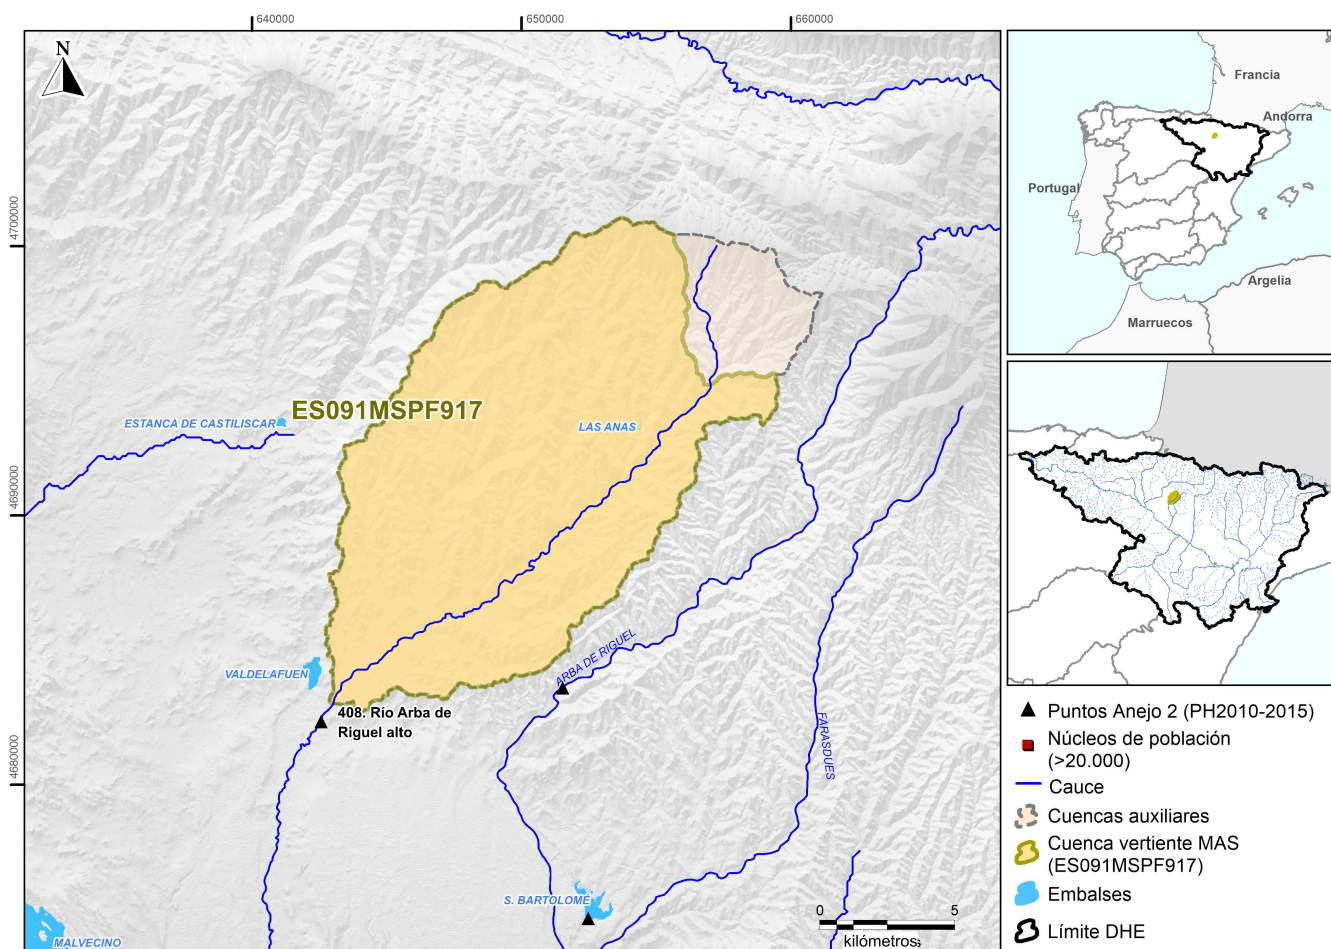 640000
650000
660000
N
4700000
4690000
4680000
ES091MSPF917
ESTANCA DE CASTILISCAR
LAS ANAS
VALDELAFUEN
408. Río Arba de
Riguel alto
ARBA DE RIGUEL
FARASDUES
S. BARTOLOMÉ
MALVECINO
0
5
kilómetros
Francia
Andorra
Portugal
Argelia
Marruecos
Puntos Anejo 2 (PH2010-2015)
Núcleos de población
(>20.000)
Cauce
Cuencas auxiliares
Cuenca vertiente MAS
(ES091MSPF917)
Embalses
Límite DHE